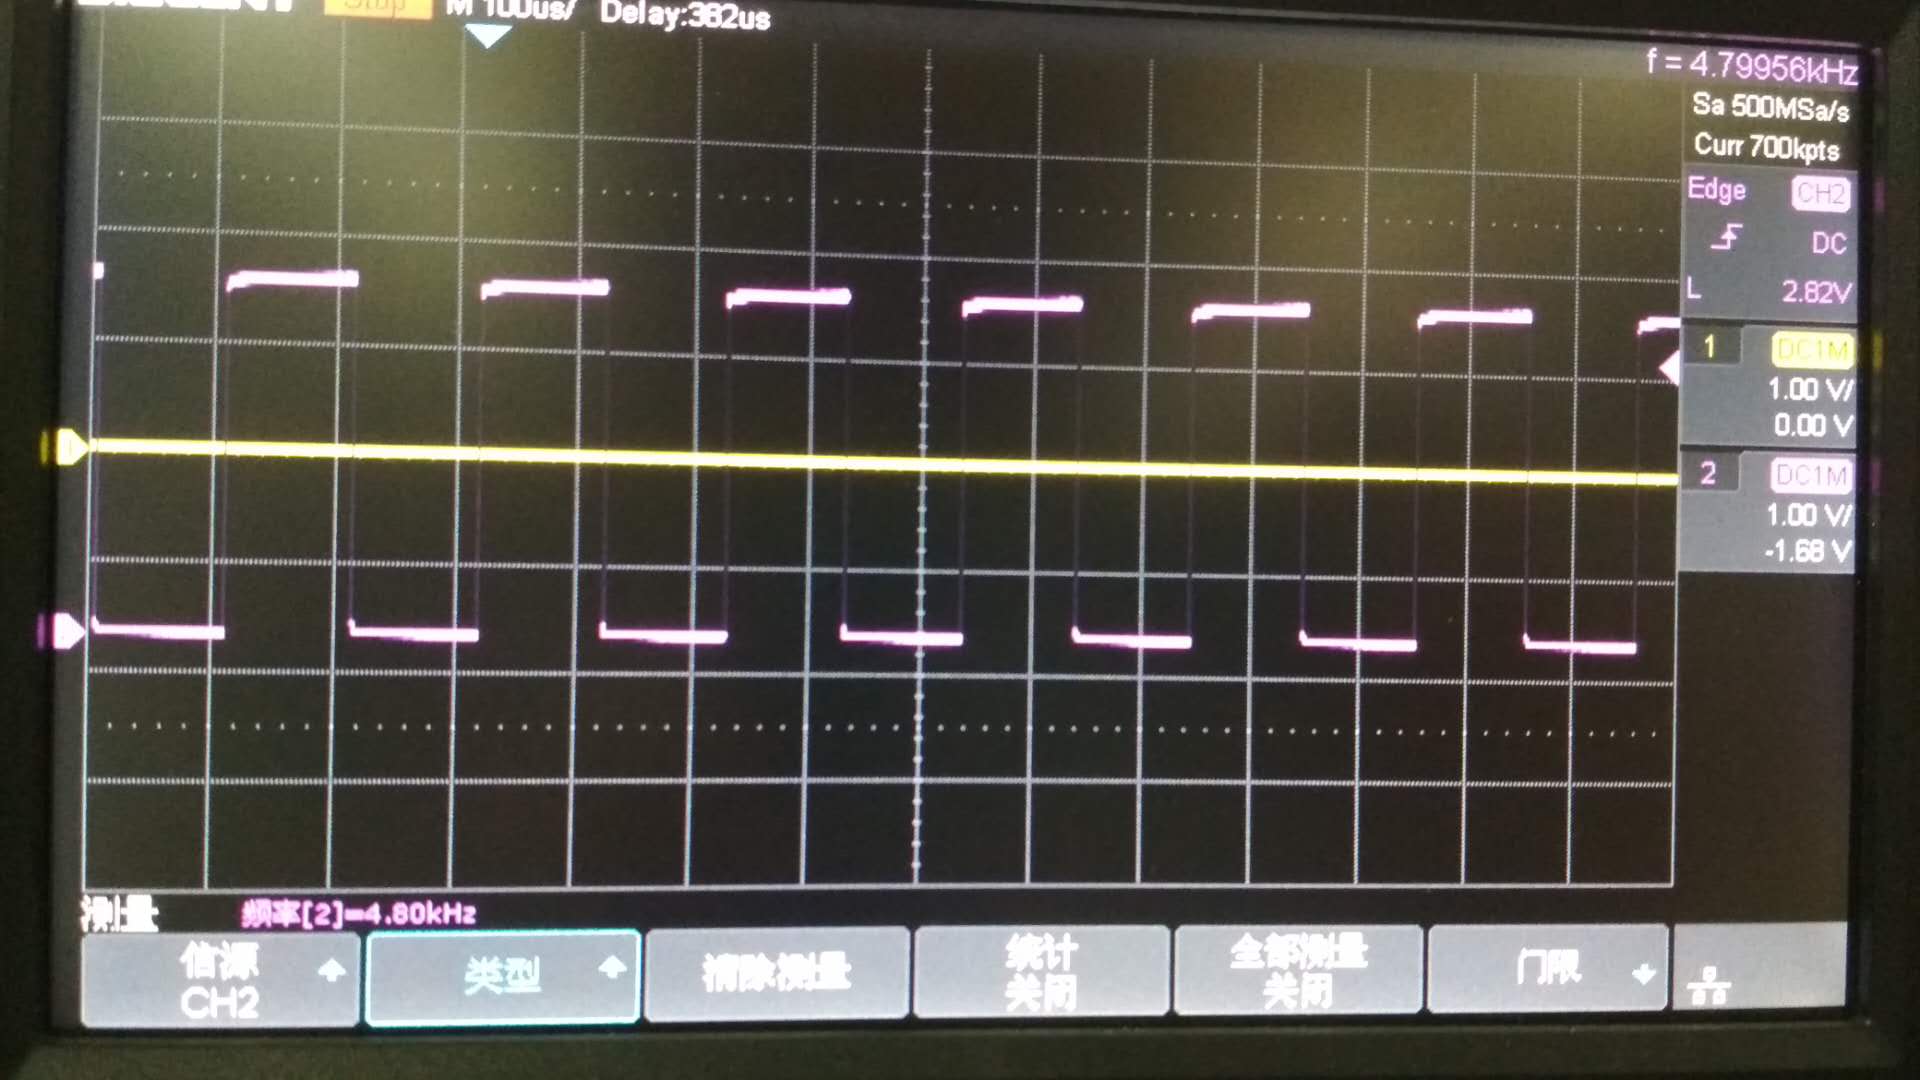 Stop M 100us/ Delay:382us
f = 4.79956kHz
Sa 500MSa/s
Curr 700kpts
Edge CH2
DC
L 2.82V
1 DC1M
1.00 V/
0.00 V
2 DC1M
1.00 V/
-1.68 V
测量 频率[2]=4.80kHz
信源
CH2
类型
清除测量
统计
关闭
全部测量
关闭
门限